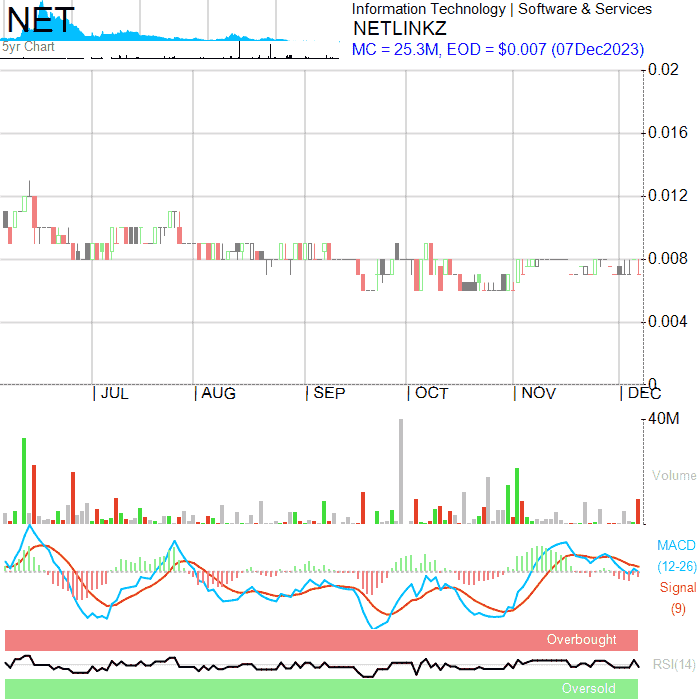 NET
Information Technology | Software & Services
NETLINKZ
5yr Chart
MC = 25.3M, EOD = $0.007 (07Dec2023)
0.02
0.016
0.012
0.008
0.004
0
| JUL | AUG | SEP | OCT | NOV | DEC
40M
Volume
MACD
(12-26)
Signal
(9)
Overbought
RSI(14)
Oversold